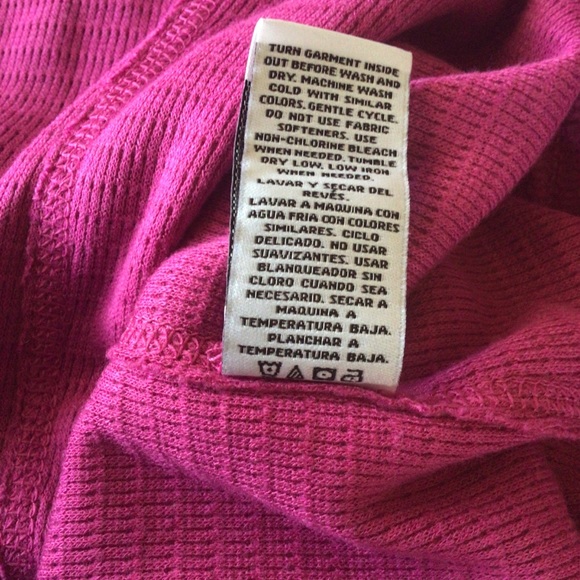 TURN GARMENT INSIDE
OUT BEFORE WASH AND
DRY. MACHINE WASH
COLD WITH SIMILAR
COLORS. GENTLE CYCLE.
DO NOT USE FABRIC
SOFTENERS. USE
NON-CHLORINE BLEACH
WHEN NEEDED. TUMBLE
DRY LOW. LOW IRON
WHEN NEEDED.
LAVAR Y SECAR DEL
REVÉS.
LAVAR A MAQUINA CON
AGUA FRIA CON COLORES
SIMILARES. CICLO
DELICADO. NO USAR
SUAVIZANTES. USAR
BLANQUEADOR SIN
CLORO CUANDO SEA
NECESARIO. SECAR A
MAQUINA A
TEMPERATURA BAJA.
PLANCHAR A
TEMPERATURA BAJA.